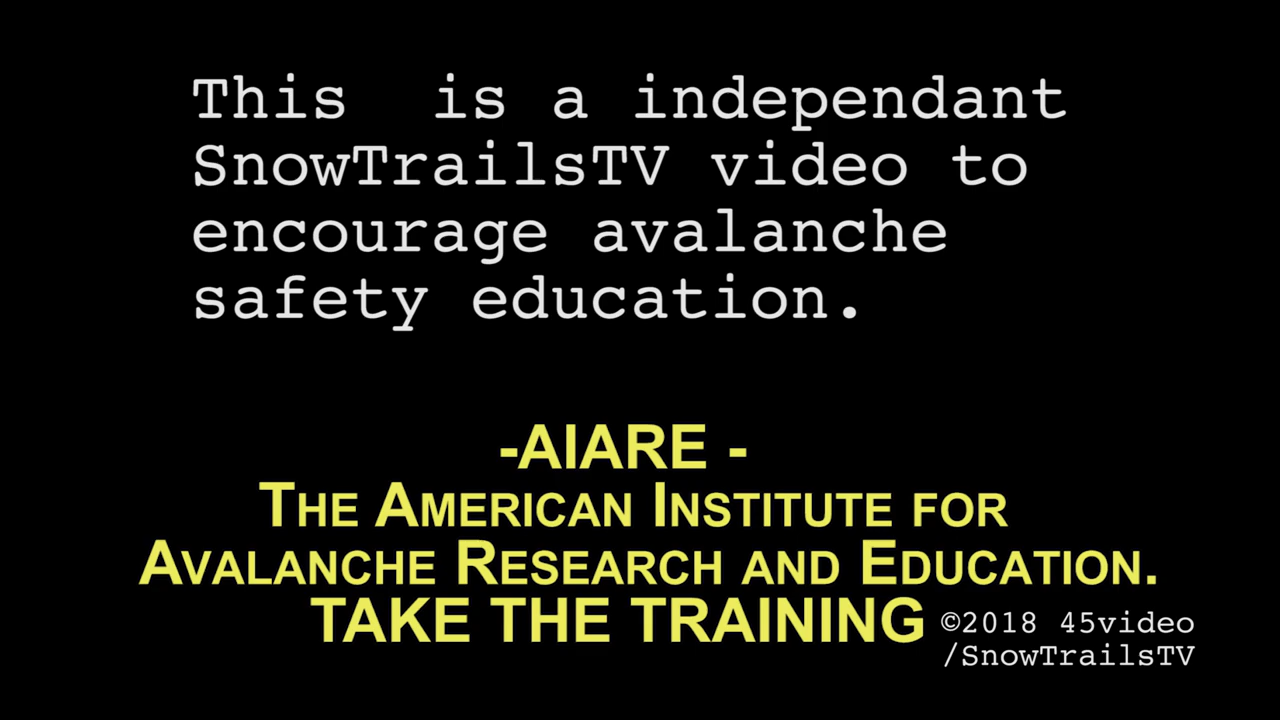 This  is a independant
SnowTrailsTV video to
encourage avalanche
safety education.
-AIARE -
THE AMERICAN INSTITUTE FOR
AVALANCHE RESEARCH AND EDUCATION.
TAKE THE TRAINING
©2018 45video
/SnowTrailsTV